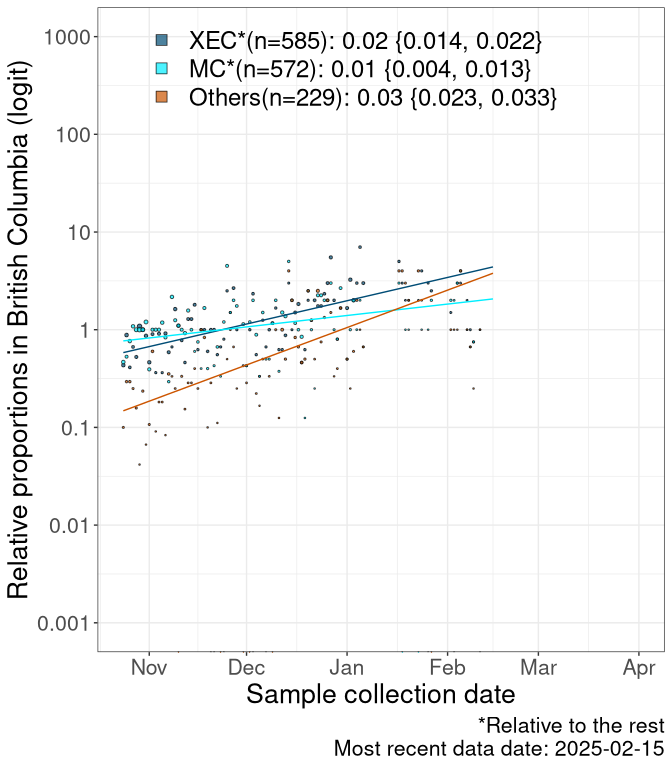 XEC*(n=585): 0.02 {0.014, 0.022}
MC*(n=572): 0.01 {0.004, 0.013}
Others(n=229): 0.03 {0.023, 0.033}
Relative proportions in British Columbia (logit)
1000
100
10
1
0.1
0.01
0.001
Nov Dec Jan Feb Mar Apr
Sample collection date
*Relative to the rest
Most recent data date: 2025-02-15